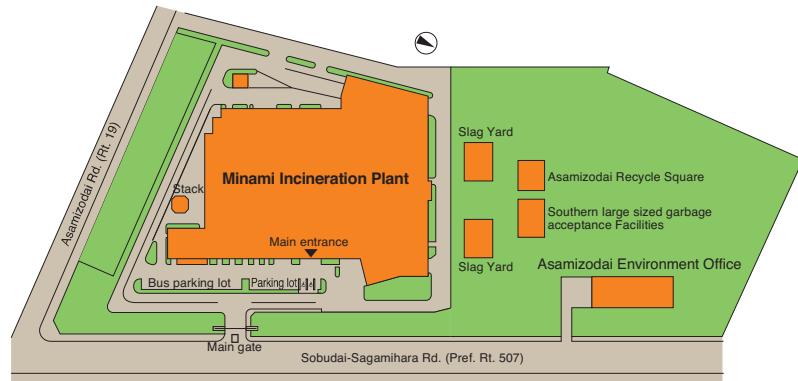 Asamizodai Rd. (Rt. 19)
Slag Yard
Minami Incineration Plant
Asamizodai Recycle Square
Stack
Southern large sized garbage
acceptance Facilities
Main entrance
Slag Yard
Asamizodai Environment Office
Bus parking lot
Parking lot
Main gate
Sobudai-Sagamihara Rd. (Pref. Rt. 507)